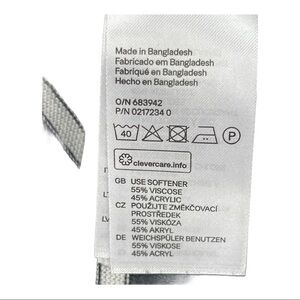 Made in Bangladesh
Fabricado em Bangladesh
Fabriqué en Bangladesh
Hecho en Bangladesh
O/N 683942
P/N 0217234 0
40 P
clevercare.info
GB USE SOFTENER
55% VISCOSE
45% ACRYLIC
CZ POUŽIJTE ZMĚKČOVACÍ
PROSTŘEDEK
55% VISKÓZA
45% AKRYL
DE WEICHSPÜLER BENUTZEN
55% VISKOSE
45% ACRYL